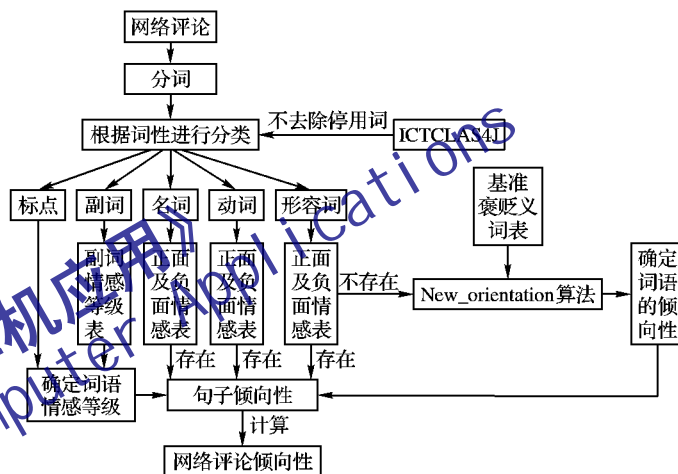 网络评论
分词
不去除停用词
根据词性进行分类
ICTCLAS4J
标点
副词
名词
动词
形容词
基准
褒贬义
词表
副词
情感
等级
表
正面
及负
面情
感表
正面
及负
面情
感表
正面
及负
面情
感表
不存在
New_orientation算法
确定
词语
的倾
向性
存在
存在
存在
确定词语
情感等级
句子倾向性
计算
网络评论倾向性
机应用》
mputer Applications